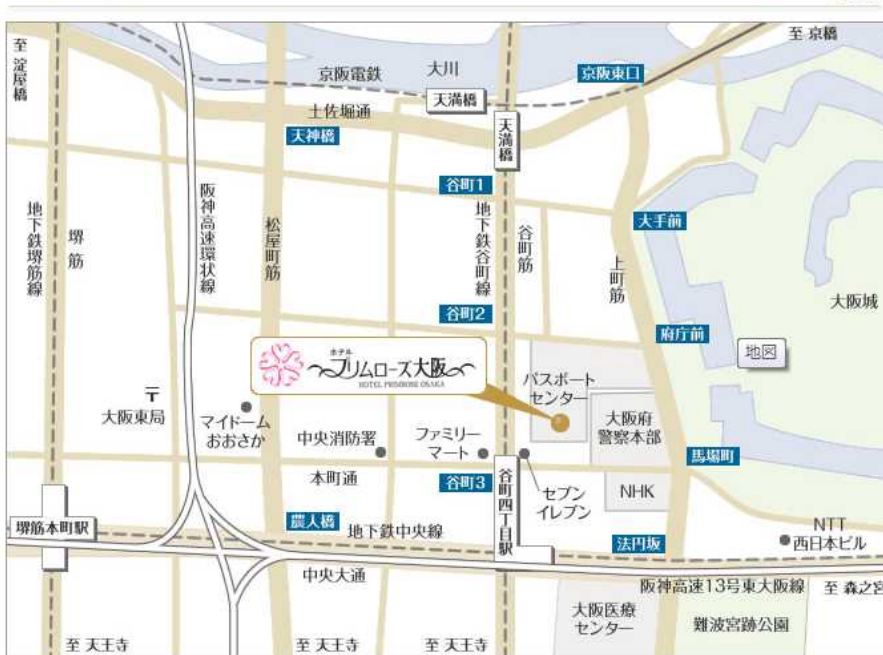 至 京橋
至 淀屋橋
京阪電鉄
大川
京阪東口
天満橋
土佐堀通
天神橋
天満橋
谷町1
地下鉄堺筋線
堺筋
阪神高速環状線
松屋町筋
地下鉄谷町線
谷町筋
大手前
上町筋
大阪城
谷町2
府庁前
地図
ホテル
プリムローズ大阪
HOTEL PRIMROSE OSAKA
パスポート
センター
〒
大阪東局
マイドーム
おおさか
中央消防署
ファミリー
マート
大阪府
警察本部
馬場町
本町通
谷町3
谷町四丁目駅
セブン
イレブン
NHK
堺筋本町駅
農人橋
地下鉄中央線
法円坂
NTT
西日本ビル
中央大通
阪神高速13号東大阪線
至 森之宮
大阪医療
センター
難波宮跡公園
至 天王寺
至 天王寺
至 天王寺